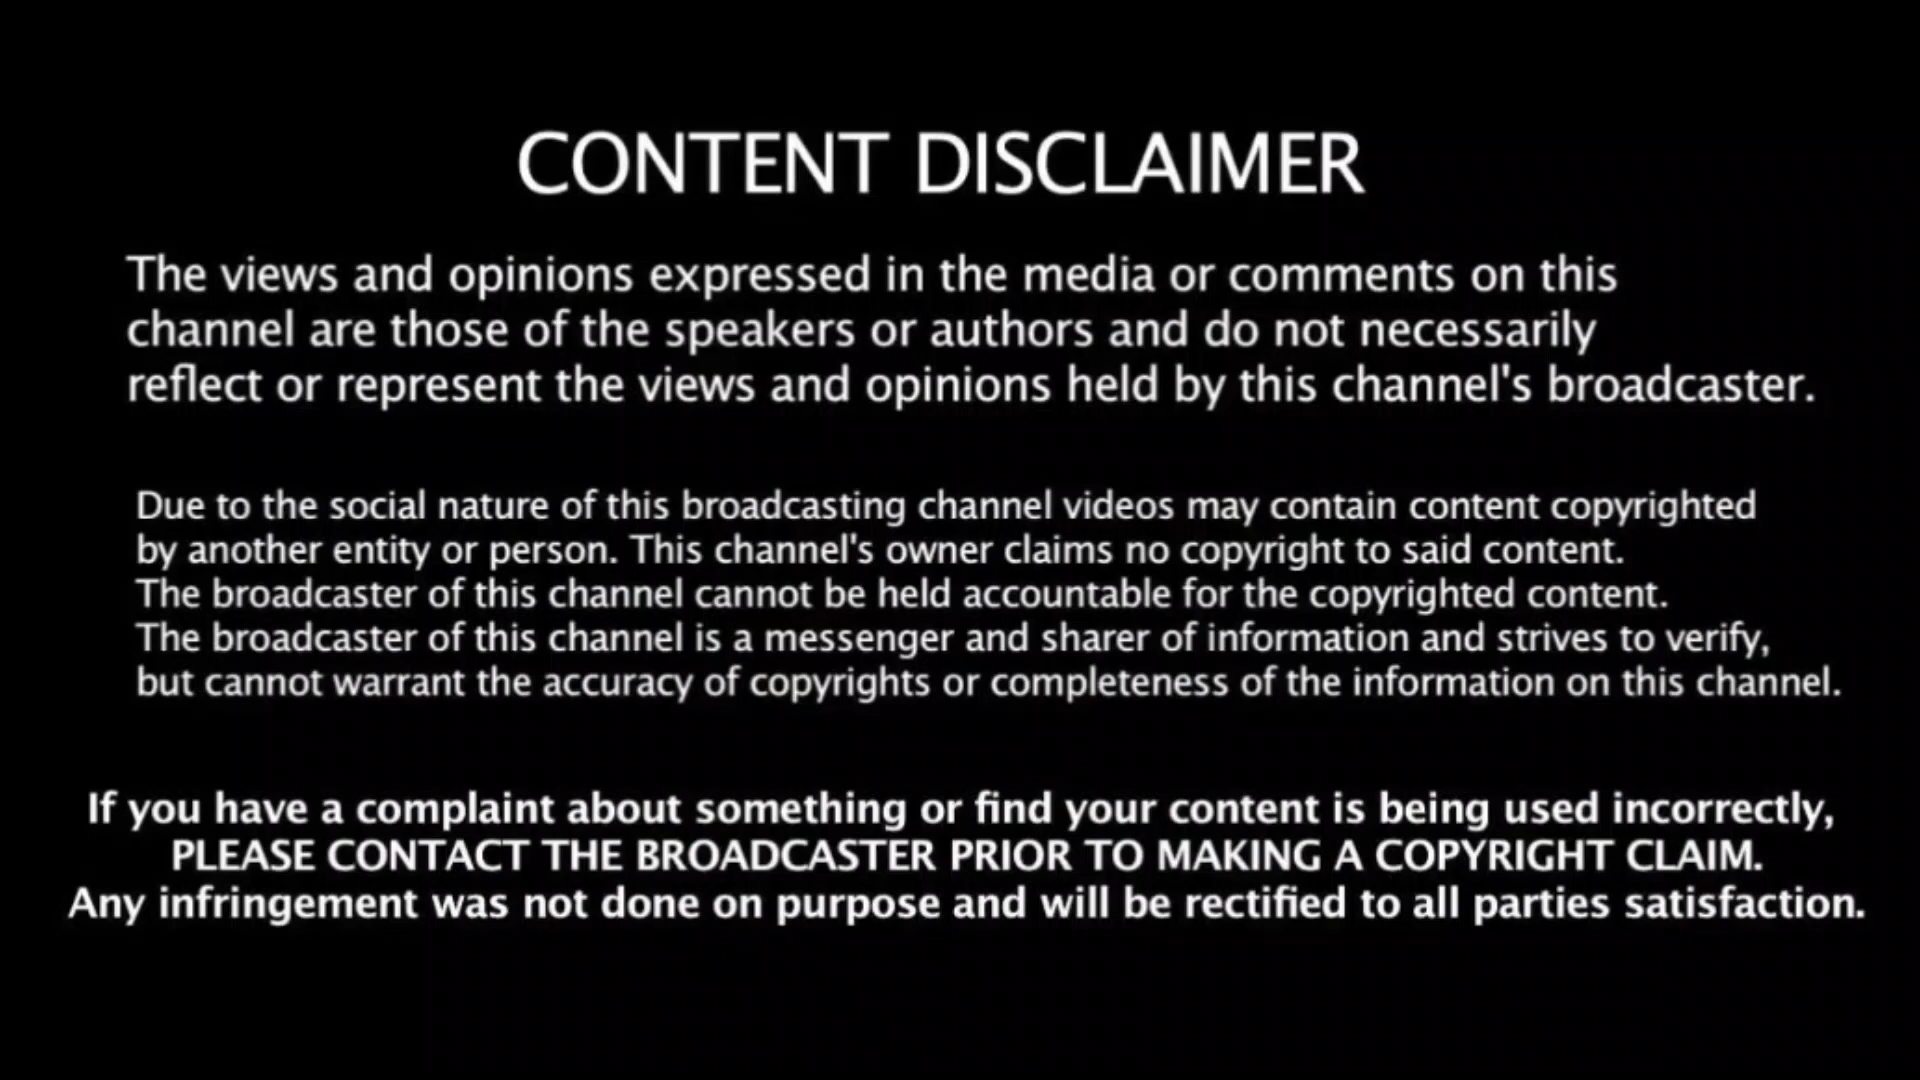 CONTENT DISCLAIMER
The views and opinions expressed in the media or comments on this
channel are those of the speakers or authors and do not necessarily
reflect or represent the views and opinions held by this channel's broadcaster.
Due to the social nature of this broadcasting channel videos may contain content copyrighted
by another entity or person. This channel's owner claims no copyright to said content.
The broadcaster of this channel cannot be held accountable for the copyrighted content.
The broadcaster of this channel is a messenger and sharer of information and strives to verify,
but cannot warrant the accuracy of copyrights or completeness of the information on this channel.
If you have a complaint about something or find your content is being used incorrectly,
PLEASE CONTACT THE BROADCASTER PRIOR TO MAKING A COPYRIGHT CLAIM.
Any infringement was not done on purpose and will be rectified to all parties satisfaction.